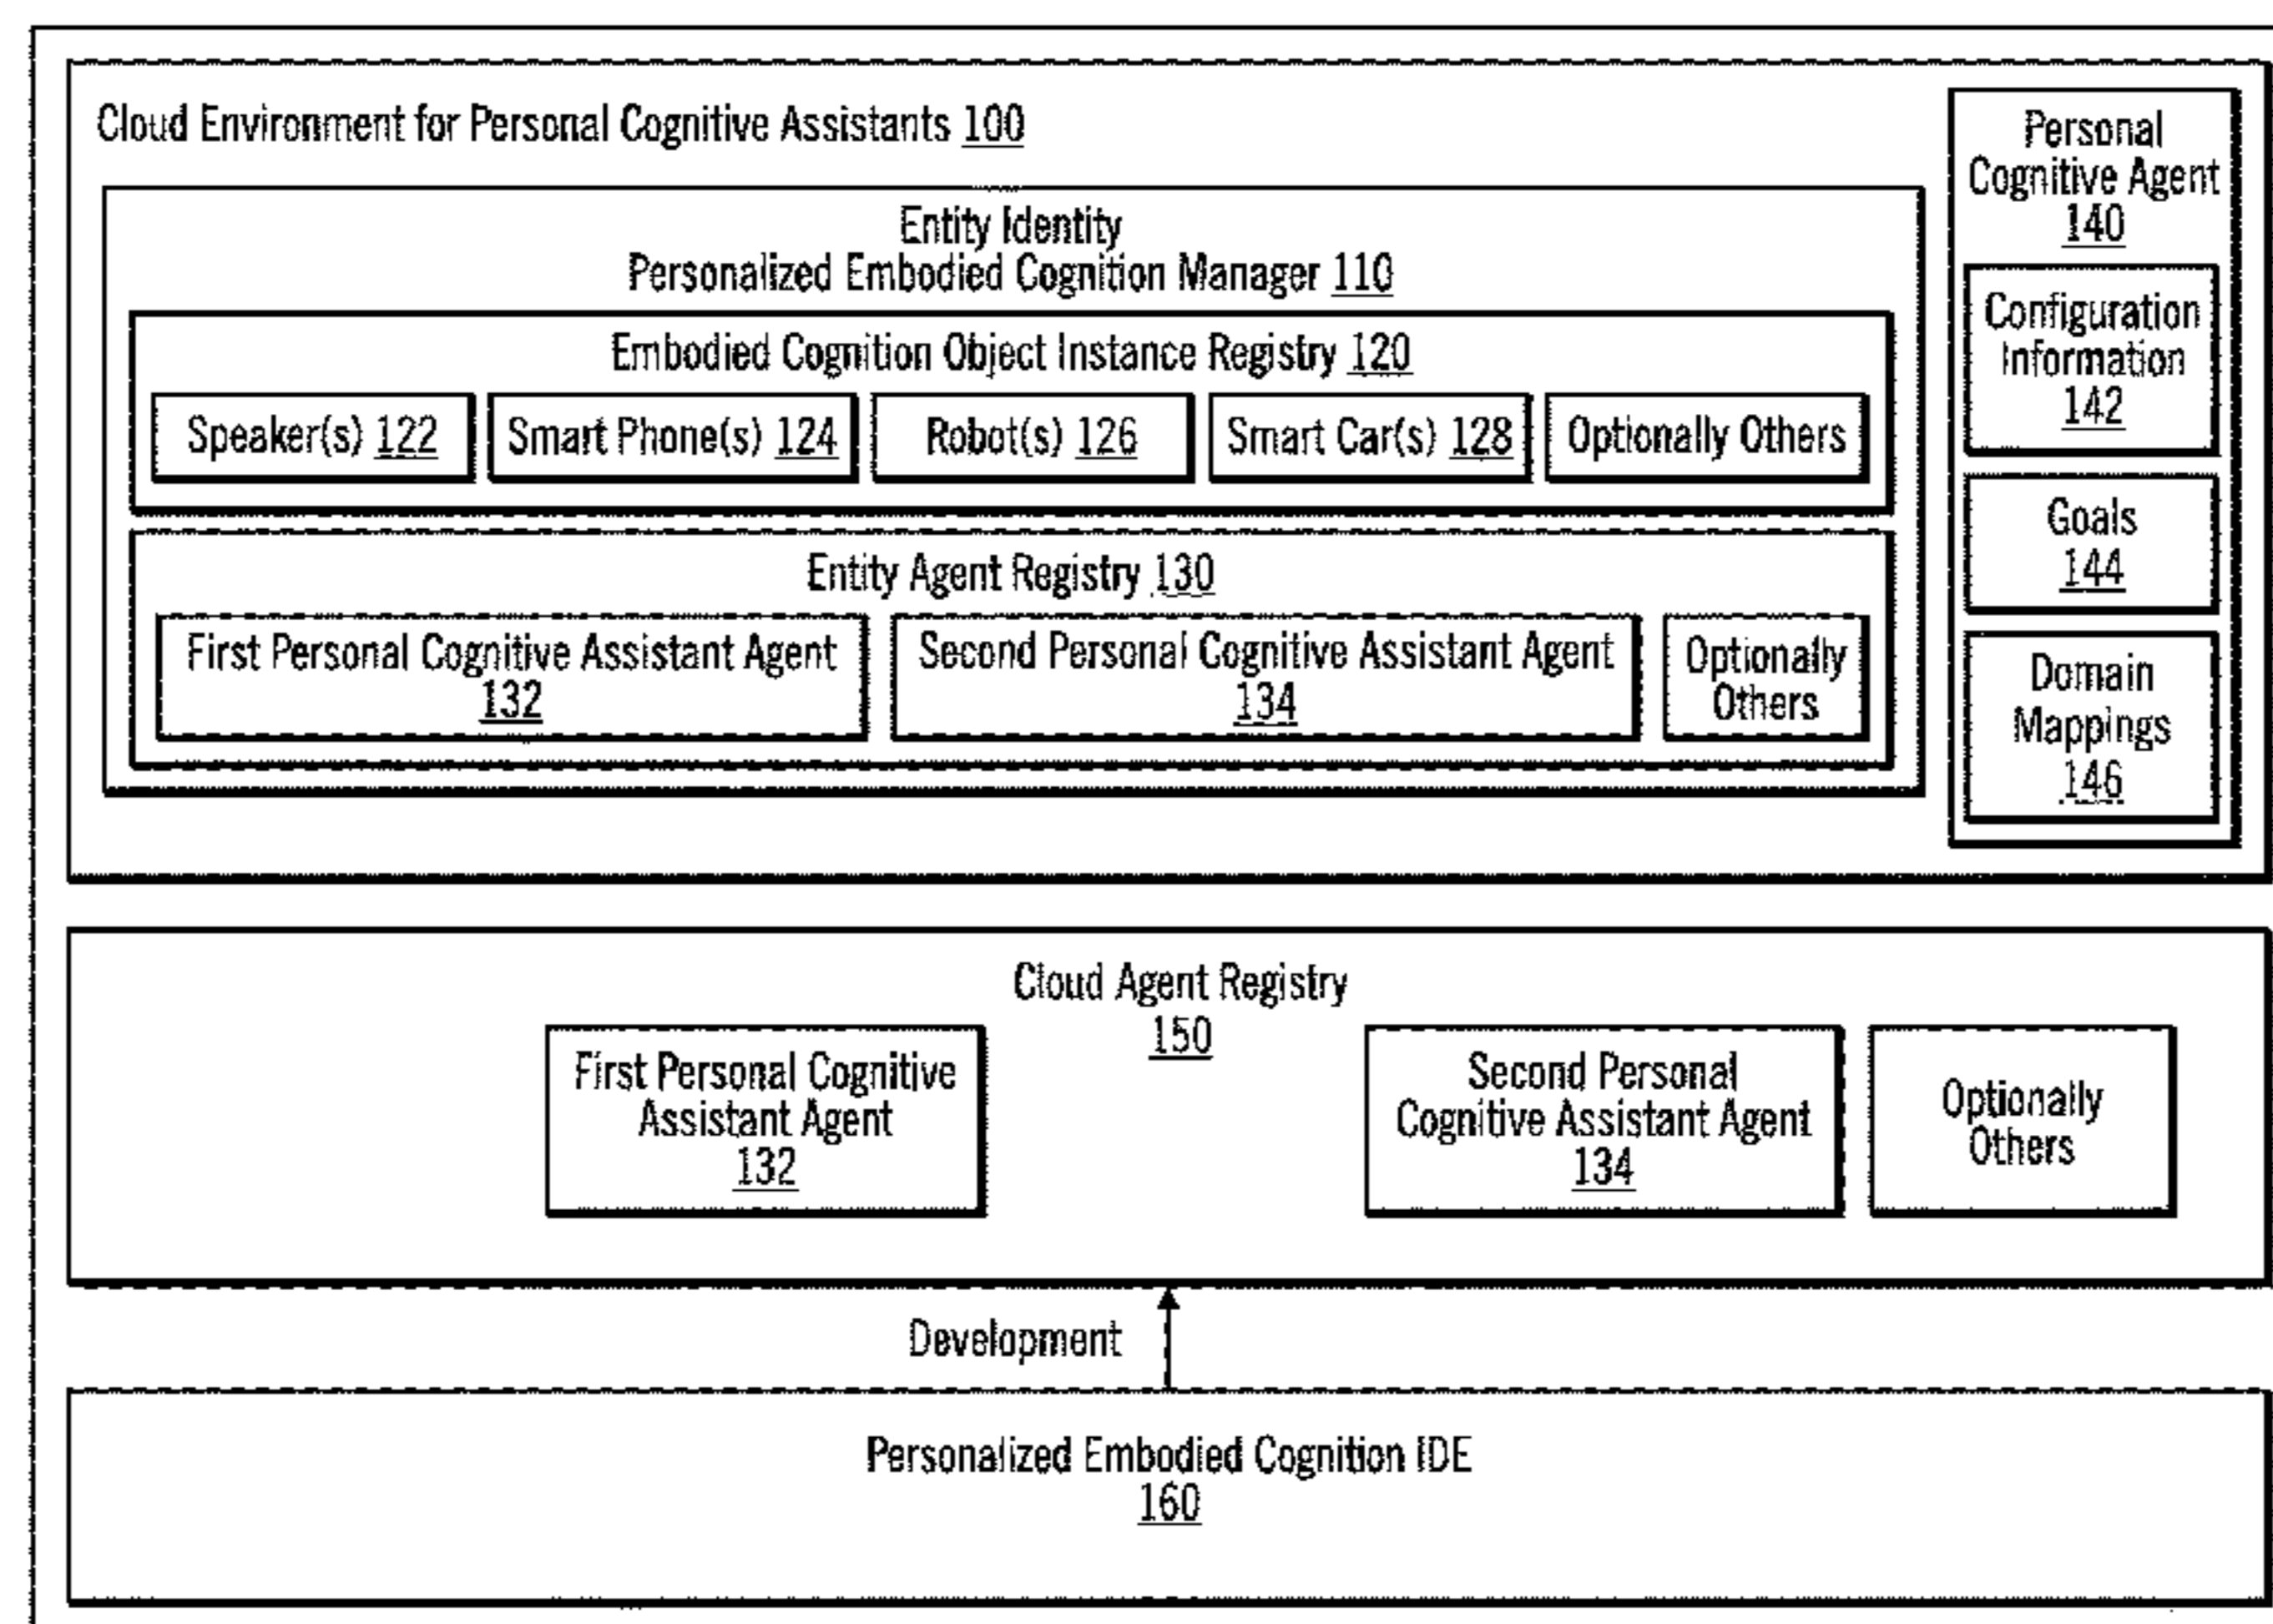 Cloud Environment for Personal Cognitive Assistants 100
Entity Identity
Personalized Embodied Cognition Manager 110
Embodied Cognition Object Instance Registry 120
Speaker(s) 122
Smart Phone(s) 124
Robot(s) 126
Smart Car(s) 128
Optionally Others
Entity Agent Registry 130
First Personal Cognitive Assistant Agent
132
Second Personal Cognitive Assistant Agent
134
Optionally
Others
Personal
Cognitive Agent
140
Configuration
Information
142
Goals
144
Domain
Mappings
146
Cloud Agent Registry
150
First Personal Cognitive
Assistant Agent
132
Second Personal
Cognitive Assistant Agent
134
Optionally
Others
Development
Personalized Embodied Cognition IDE
160